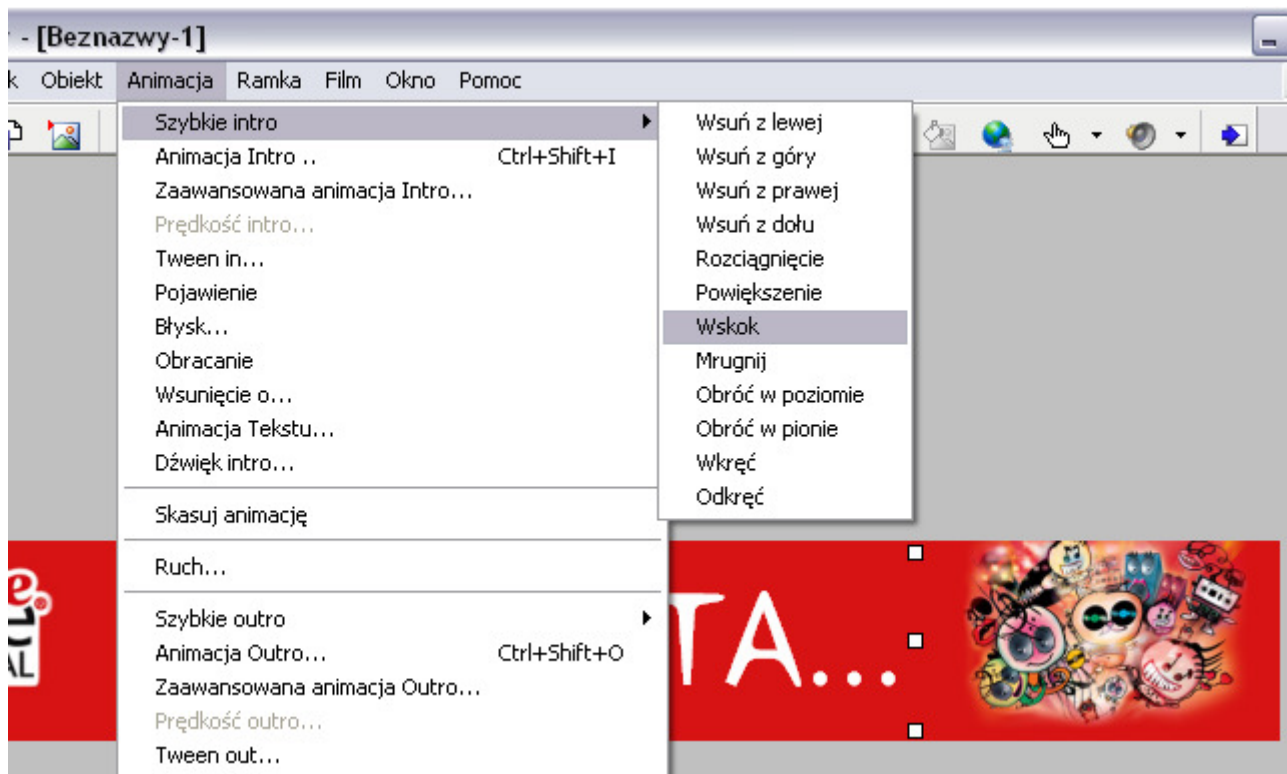 - [Beznazwy-1]
k Obiekt Animacja Ramka Film Okno Pomoc
Szybkie intro
Animacja Intro .. Ctrl+Shift+I
Zaawansowana animacja Intro...
Prędkość intro...
Tween in...
Pojawienie
Błysk...
Obracanie
Wsunięcie o...
Animacja Tekstu...
Dźwięk intro...
Skasuj animację
Ruch...
Szybkie outro
Animacja Outro... Ctrl+Shift+O
Zaawansowana animacja Outro...
Prędkość outro...
Tween out...
Wsuń z lewej
Wsuń z góry
Wsuń z prawej
Wsuń z dołu
Rozciągnięcie
Powiększenie
Wskok
Mrugnij
Obróć w poziomie
Obróć w pionie
Wkręć
Odkręć
TA...